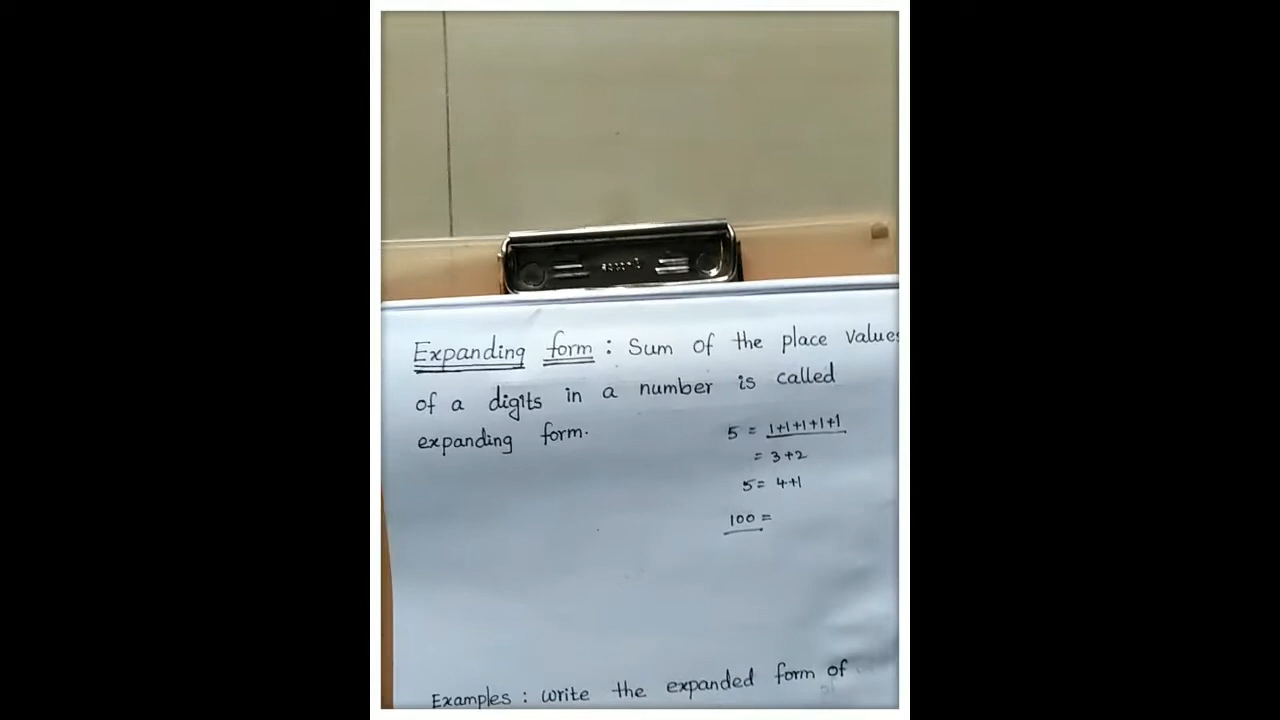 Expanding form : Sum of the place values
of a digits in a number is called
expanding form.
5 = 1+1+1+1+1
= 3+2
5 = 4+1
100 =
Examples : write the expanded form of